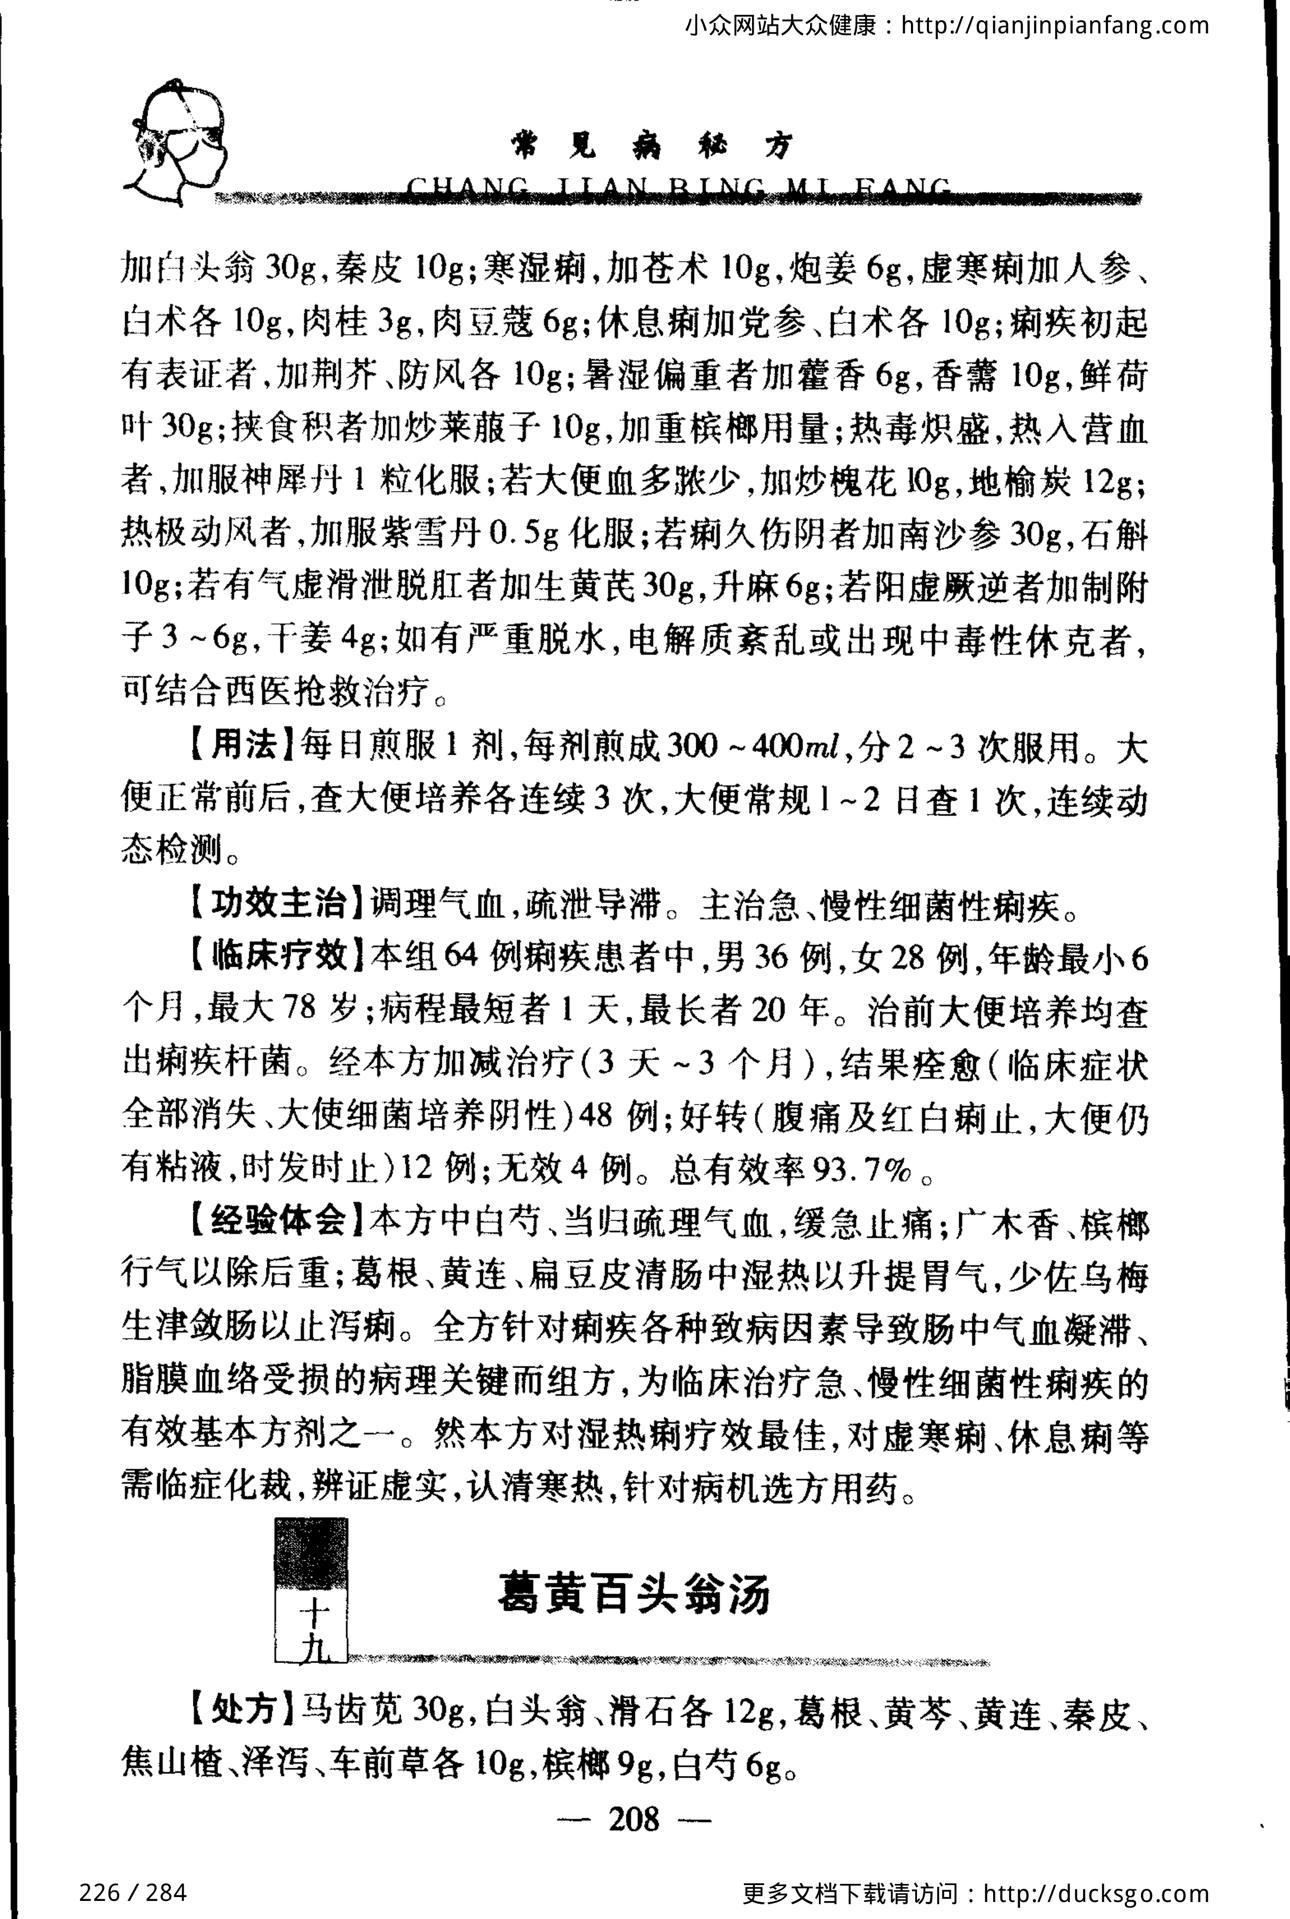 小众网站大众健康：http://qianjinpianfang.com
常见病秘方
CHANG JIAN BING MI FANG
加白头翁 30g,秦皮 10g;寒湿痢,加苍术 10g,炮姜 6g,虚寒痢加人参、
白术各 10g,肉桂 3g,肉豆蔻 6g;休息痢加党参、白术各 10g;痢疾初起
有表证者,加荆芥、防风各 10g;暑湿偏重者加藿香 6g,香薷 10g,鲜荷
叶 30g;挟食积者加炒莱菔子 10g,加重槟榔用量;热毒炽盛,热入营血
者,加服神犀丹 1 粒化服;若大便血多脓少,加炒槐花 10g,地榆炭 12g;
热极动风者,加服紫雪丹 0.5g 化服;若痢久伤阴者加南沙参 30g,石斛
10g;若有气虚滑泄脱肛者加生黄芪 30g,升麻 6g;若阳虚厥逆者加制附
子 3～6g,干姜 4g;如有严重脱水,电解质紊乱或出现中毒性休克者,
可结合西医抢救治疗。
【用法】每日煎服 1 剂,每剂煎成 300～400ml,分 2～3 次服用。大
便正常前后,查大便培养各连续 3 次,大便常规 1～2 日查 1 次,连续动
态检测。
【功效主治】调理气血,疏泄导滞。主治急、慢性细菌性痢疾。
【临床疗效】本组 64 例痢疾患者中,男 36 例,女 28 例,年龄最小 6
个月,最大 78 岁;病程最短者 1 天,最长者 20 年。治前大便培养均查
出痢疾杆菌。经本方加减治疗(3 天～3 个月),结果痊愈(临床症状
全部消失、大使细菌培养阴性)48 例;好转(腹痛及红白痢止,大便仍
有粘液,时发时止)12 例;无效 4 例。总有效率 93.7%。
【经验体会】本方中白芍、当归疏理气血,缓急止痛;广木香、槟榔
行气以除后重;葛根、黄连、扁豆皮清肠中湿热以升提胃气,少佐乌梅
生津敛肠以止泻痢。全方针对痢疾各种致病因素导致肠中气血凝滞、
脂膜血络受损的病理关键而组方,为临床治疗急、慢性细菌性痢疾的
有效基本方剂之一。然本方对湿热痢疗效最佳,对虚寒痢、休息痢等
需临症化裁,辨证虚实,认清寒热,针对病机选方用药。
十九
葛黄百头翁汤
【处方】马齿苋 30g,白头翁、滑石各 12g,葛根、黄芩、黄连、秦皮、
焦山楂、泽泻、车前草各 10g,槟榔 9g,白芍 6g。
— 208 —
226 / 284
更多文档下载请访问：http://ducksgo.com